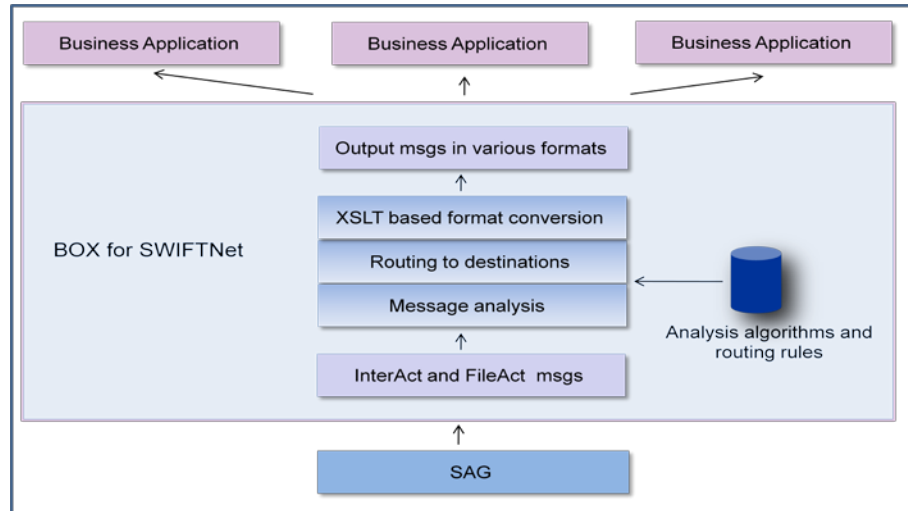 Business Application
Business Application
Business Application
Output msgs in various formats
XSLT based format conversion
BOX for SWIFTNet
Routing to destinations
Message analysis
Analysis algorithms and
routing rules
InterAct and FileAct msgs
SAG